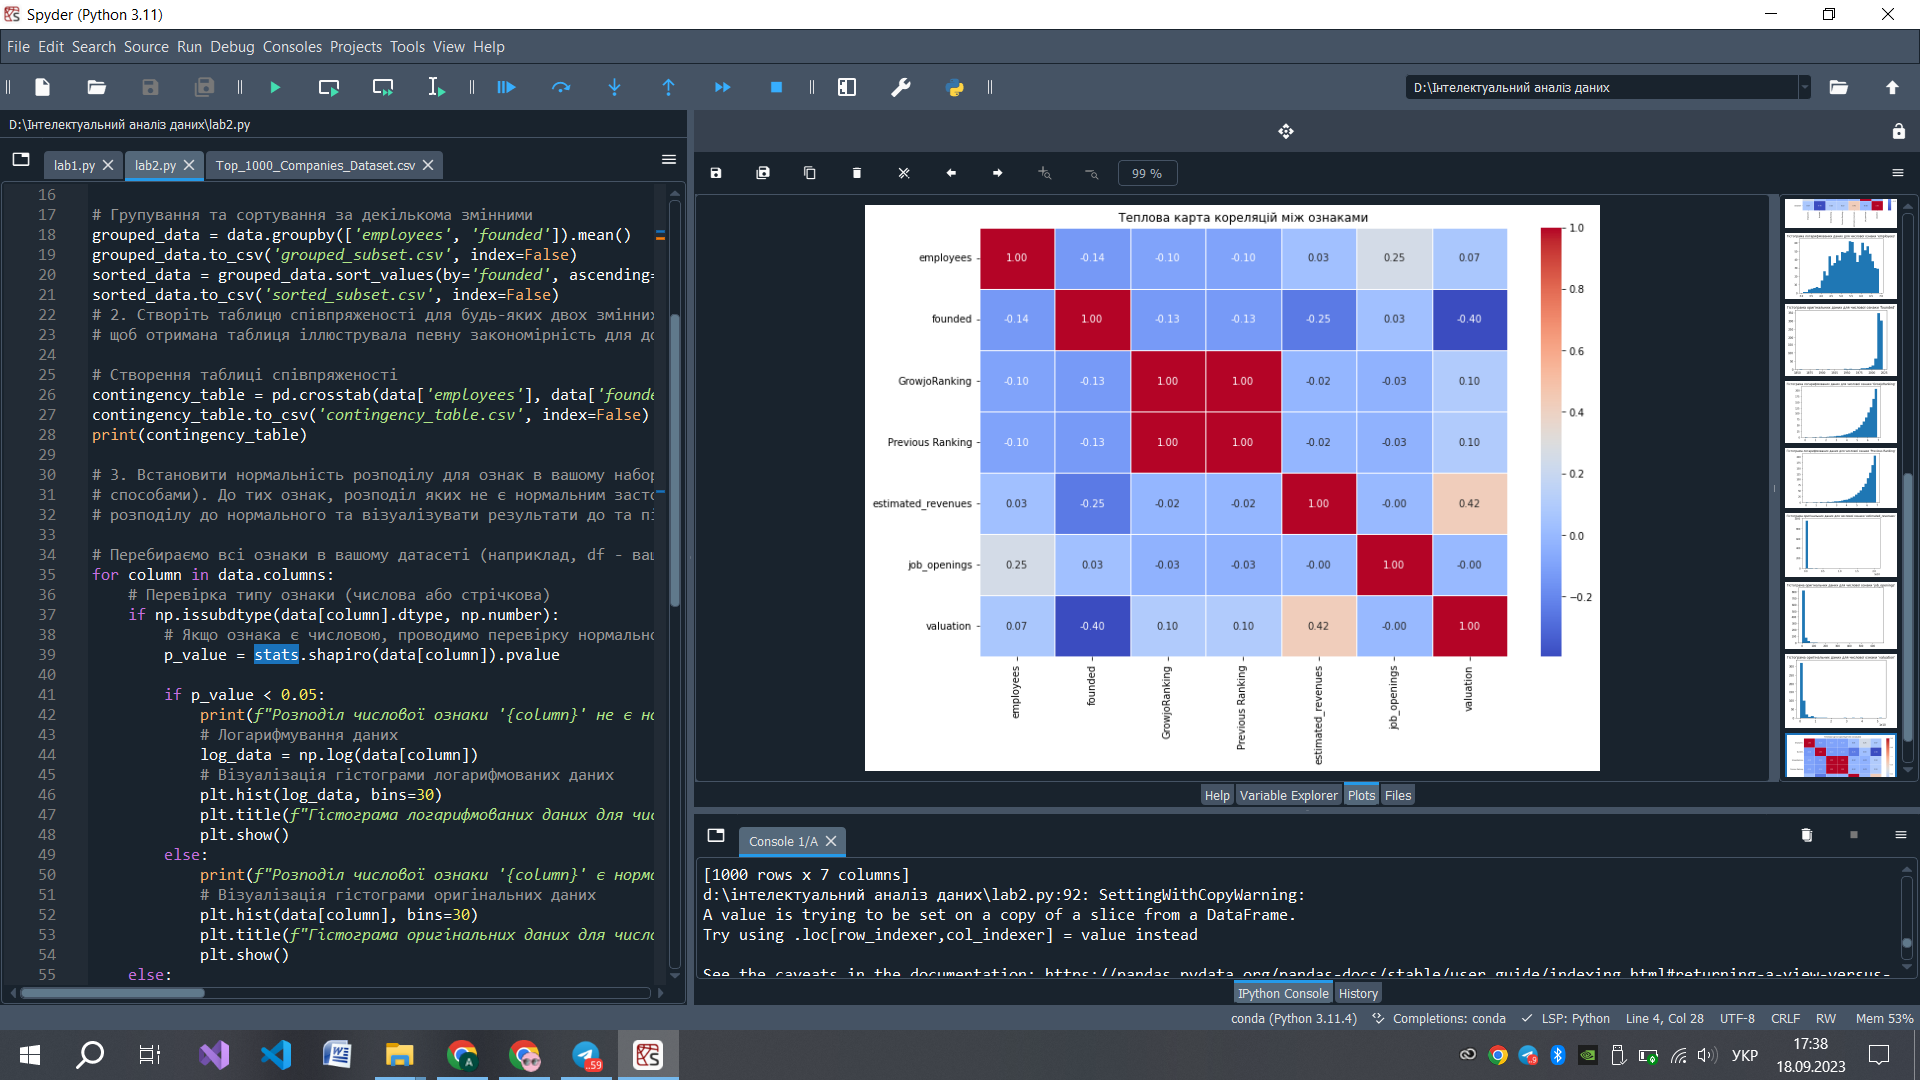 Spyder (Python 3.11)
File Edit Search Source Run Debug Consoles Projects Tools View Help
D:\Інтелектуальний аналіз даних
D:\Інтелектуальний аналіз даних\lab2.py
lab1.py
lab2.py
Top_1000_Companies_Dataset.csv
16
17 # Групування та сортування за декількома змінними
18 grouped_data = data.groupby(['employees', 'founded']).mean()
19 grouped_data.to_csv('grouped_subset.csv', index=False)
20 sorted_data = grouped_data.sort_values(by='founded', ascending=
21 sorted_data.to_csv('sorted_subset.csv', index=False)
22 # 2. Створіть таблицю співпряженості для будь-яких двох змінних
23 # щоб отримана таблиця іллюструвала певну закономірність для до
24
25 # Створення таблиці співпряженості
26 contingency_table = pd.crosstab(data['employees'], data['founde
27 contingency_table.to_csv('contingency_table.csv', index=False)
28 print(contingency_table)
29
30 # 3. Встановити нормальність розподілу для ознак в вашому набор
31 # способами). До тих ознак, розподіл яких не є нормальним засто
32 # розподілу до нормального та візуалізувати результати до та пі
33
34 # Перебираємо всі ознаки в вашому датасеті (наприклад, df - ваш
35 for column in data.columns:
36 # Перевірка типу ознаки (числова або стрічкова)
37 if np.issubdtype(data[column].dtype, np.number):
38 # Якщо ознака є числовою, проводимо перевірку нормально
39 p_value = stats.shapiro(data[column]).pvalue
40
41 if p_value < 0.05:
42 print(f"Розподіл числової ознаки '{column}' не є но
43 # Логарифмування даних
44 log_data = np.log(data[column])
45 # Візуалізація гістограми логарифмованих даних
46 plt.hist(log_data, bins=30)
47 plt.title(f"Гістограма логарифмованих даних для чис
48 plt.show()
49 else:
50 print(f"Розподіл числової ознаки '{column}' є норма
51 # Візуалізація гістограми оригінальних даних
52 plt.hist(data[column], bins=30)
53 plt.title(f"Гістограма оригінальних даних для число
54 plt.show()
55 else:
99 %
Теплова карта кореляцій між ознаками
employees 1.00 -0.14 -0.10 -0.10 0.03 0.25 0.07
founded -0.14 1.00 -0.13 -0.13 -0.25 0.03 -0.40
GrowjoRanking -0.10 -0.13 1.00 1.00 -0.02 -0.03 0.10
Previous Ranking -0.10 -0.13 1.00 1.00 -0.02 -0.03 0.10
estimated_revenues 0.03 -0.25 -0.02 -0.02 1.00 -0.00 0.42
job_openings 0.25 0.03 -0.03 -0.03 -0.00 1.00 -0.00
valuation 0.07 -0.40 0.10 0.10 0.42 -0.00 1.00
employees
founded
GrowjoRanking
Previous Ranking
estimated_revenues
job_openings
valuation
1.0
0.8
0.6
0.4
0.2
0.0
−0.2
Help Variable Explorer Plots Files
Console 1/A
[1000 rows x 7 columns]
d:\інтелектуальний аналіз даних\lab2.py:92: SettingWithCopyWarning:
A value is trying to be set on a copy of a slice from a DataFrame.
Try using .loc[row_indexer,col_indexer] = value instead
See the caveats in the documentation: https://pandas.pydata.org/pandas-docs/stable/user_guide/indexing.html#returning-a-view-versus-
IPython Console History
conda (Python 3.11.4) Completions: conda LSP: Python Line 4, Col 28 UTF-8 CRLF RW Mem 53%
УКР
17:38
18.09.2023